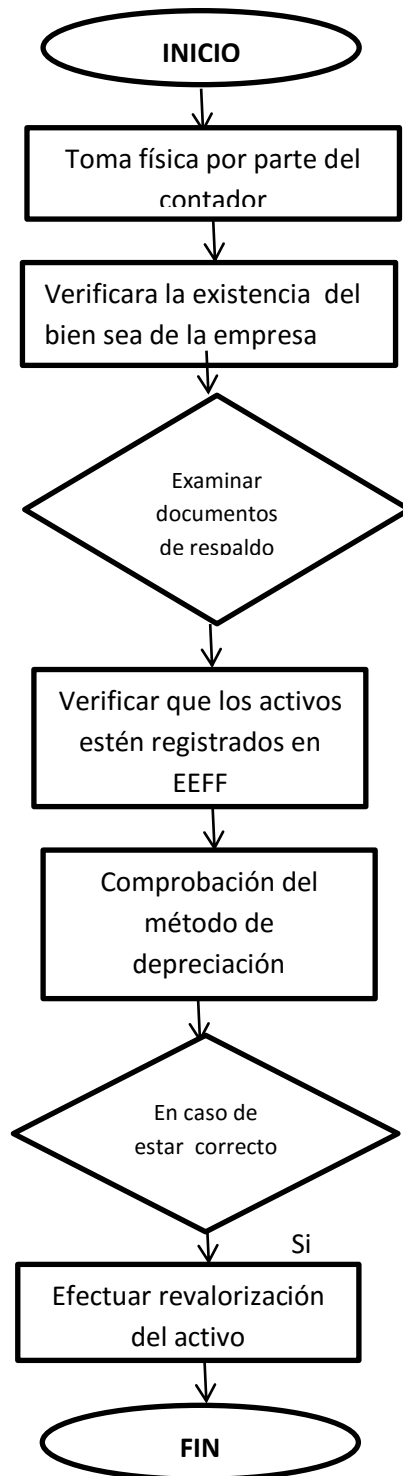 INICIO
Toma física por parte del
contador
Verificara la existencia del
bien sea de la empresa
Examinar
documentos
de respaldo
Verificar que los activos
estén registrados en
EEFF
Comprobación del
método de
depreciación
En caso de
estar correcto
Si
Efectuar revalorización
del activo
FIN